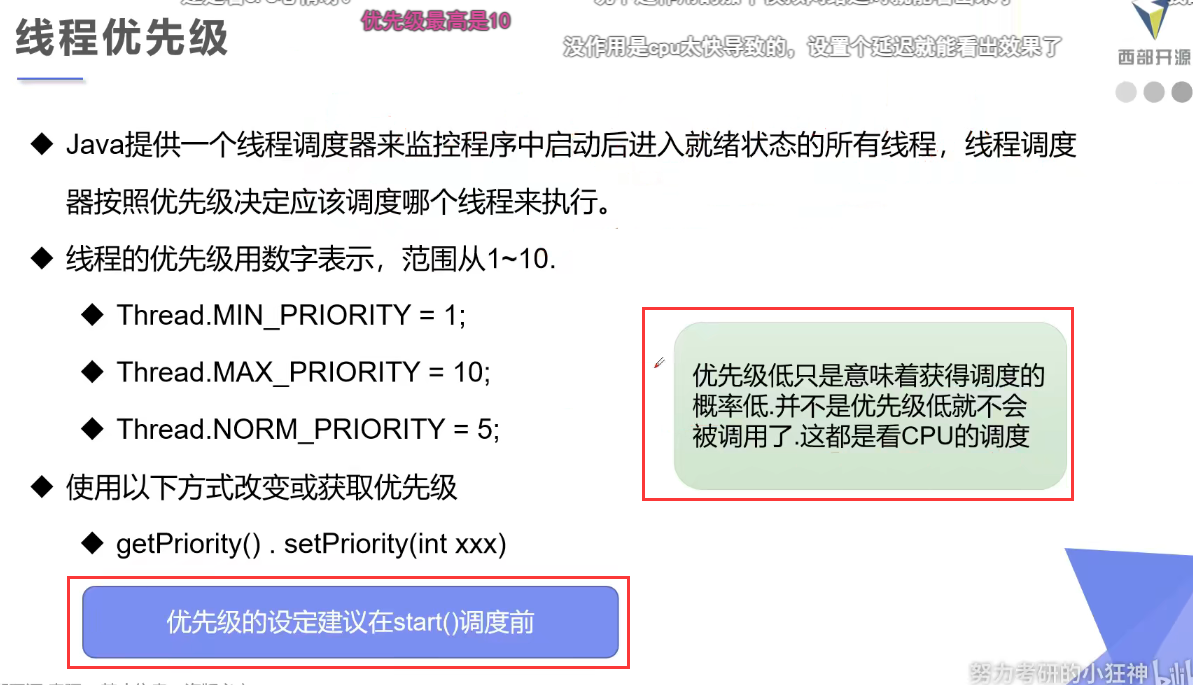 优先级最高是10
线程优先级
没作用是cpu太快导致的，设置个延迟就能看出效果了
西部开源
◆ Java提供一个线程调度器来监控程序中启动后进入就绪状态的所有线程，线程调度
器按照优先级决定应该调度哪个线程来执行。
◆ 线程的优先级用数字表示，范围从1~10.
◆ Thread.MIN_PRIORITY = 1;
◆ Thread.MAX_PRIORITY = 10;
◆ Thread.NORM_PRIORITY = 5;
优先级低只是意味着获得调度的
概率低.并不是优先级低就不会
被调用了.这都是看CPU的调度
◆ 使用以下方式改变或获取优先级
◆ getPriority() . setPriority(int xxx)
优先级的设定建议在start()调度前
努力考研的小狂神